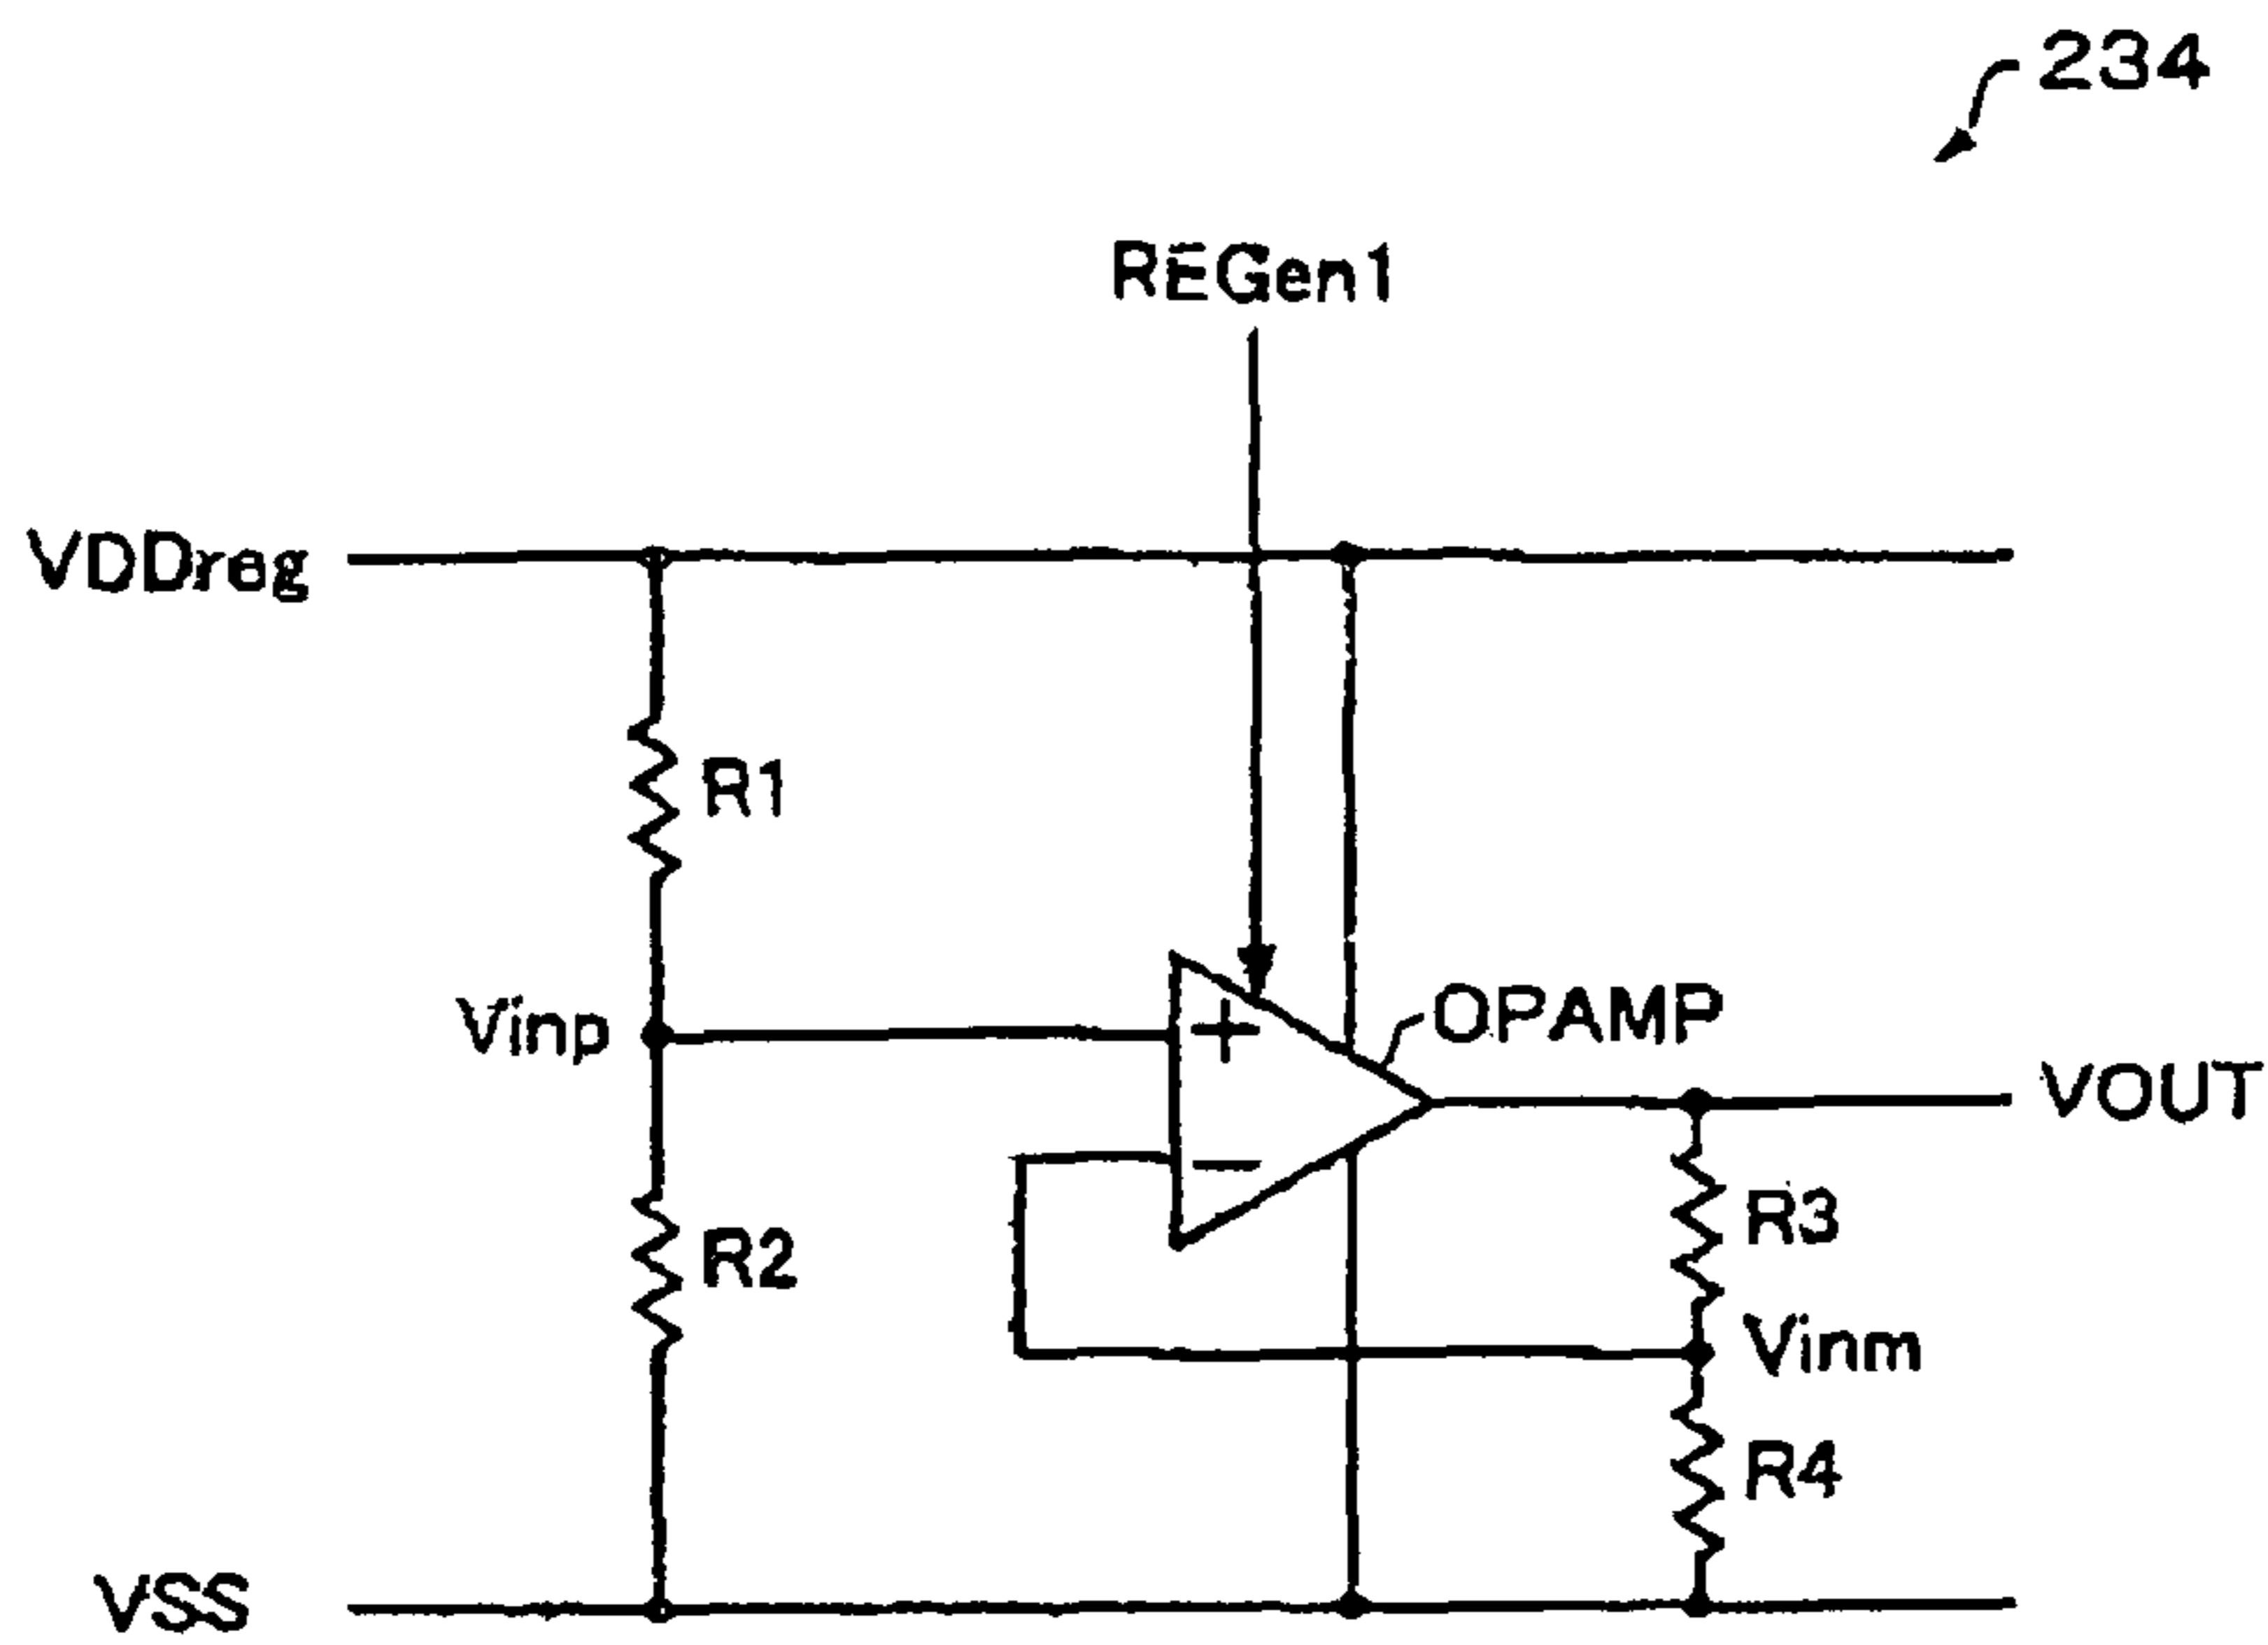 234
REGen1
VDDreg
R1
Vinp
+
OPAMP
VOUT
−
R3
R2
Vinm
R4
VSS